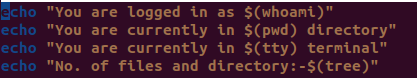 echo "You are logged in as $(whoami)"
echo "You are currently in $(pwd) directory"
echo "You are currently in $(tty) terminal"
echo "No. of files and directory:-$(tree)"